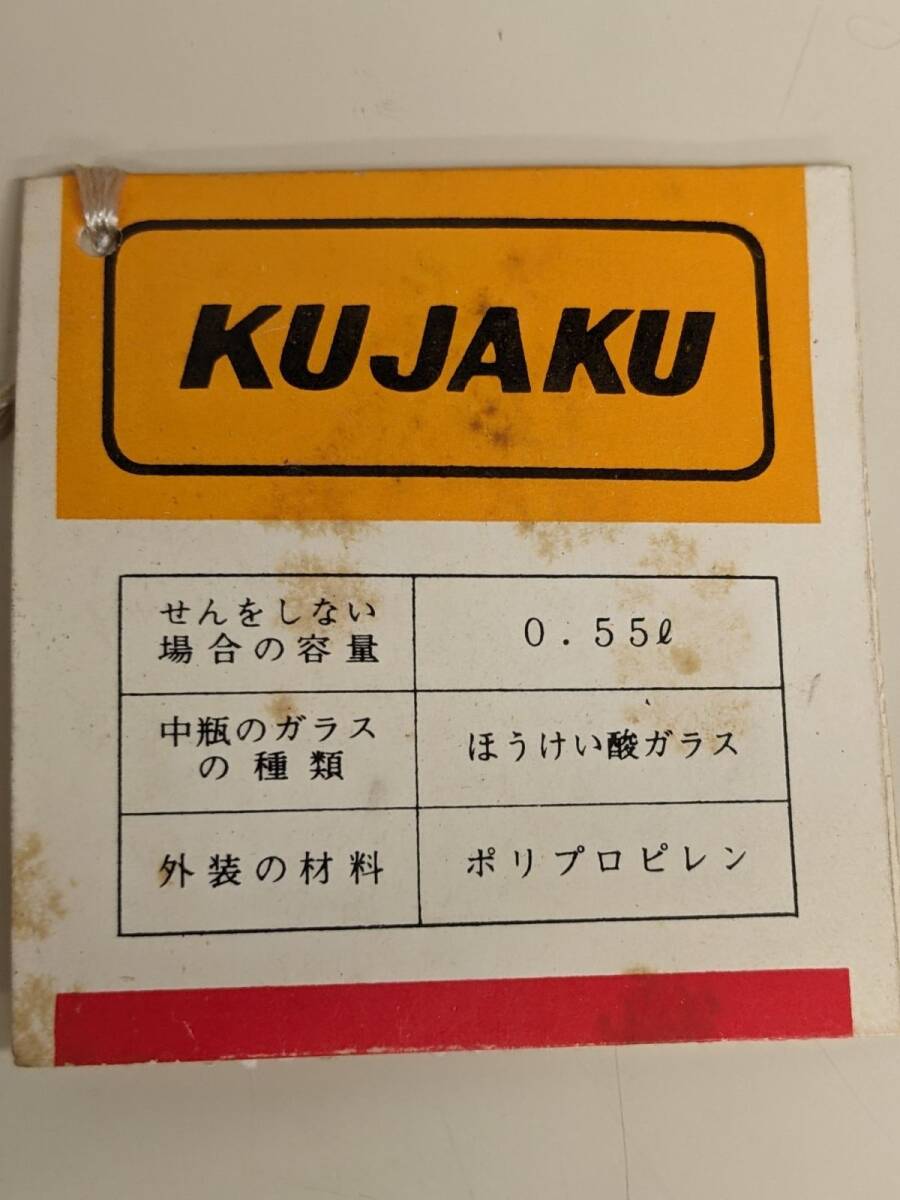 KUJAKU
せんをしない
場合の容量
0.55ℓ
中瓶のガラス
の種類
ほうけい酸ガラス
外装の材料
ポリプロピレン